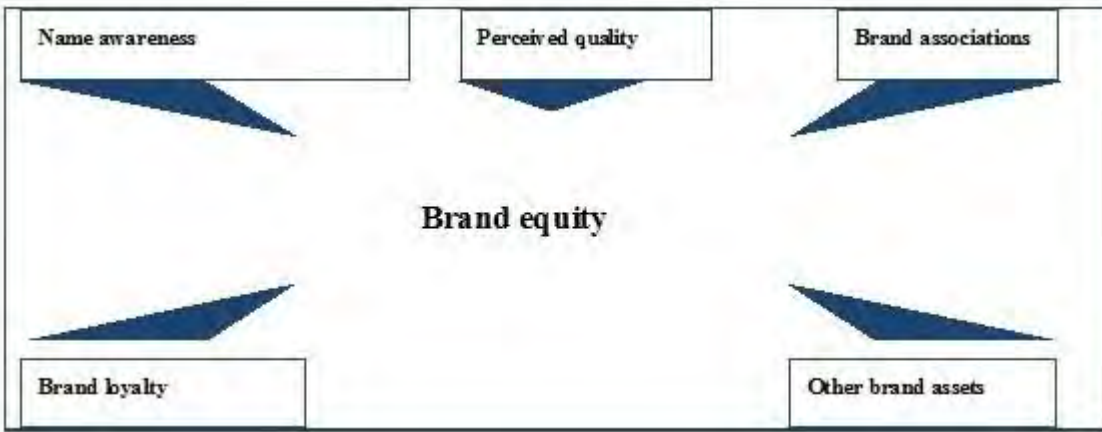 Name awareness
Perceived quality
Brand associations
Brand equity
Brand loyalty
Other brand assets